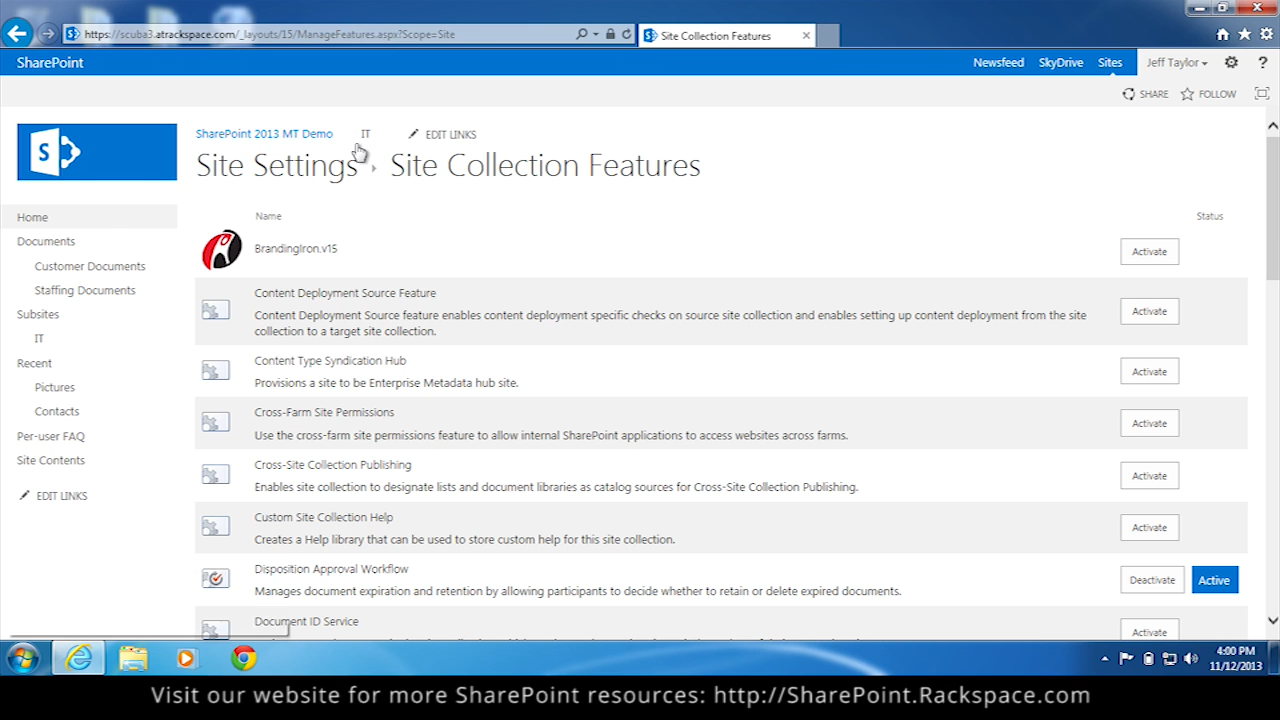 https://scuba3.atrackspace.com/_layouts/15/ManageFeatures.aspx?Scope=Site
Site Collection Features
SharePoint
Newsfeed
SkyDrive
Sites
Jeff Taylor
?
SHARE
FOLLOW
S
SharePoint 2013 MT Demo
IT
EDIT LINKS
Site Settings
Site Collection Features
Home
Documents
Customer Documents
Staffing Documents
Subsites
IT
Recent
Pictures
Contacts
Per-user FAQ
Site Contents
EDIT LINKS
Name
Status
BrandingIron.v15
Activate
Content Deployment Source Feature
Content Deployment Source feature enables content deployment specific checks on source site collection and enables setting up content deployment from the site
collection to a target site collection.
Activate
Content Type Syndication Hub
Provisions a site to be Enterprise Metadata hub site.
Activate
Cross-Farm Site Permissions
Use the cross-farm site permissions feature to allow internal SharePoint applications to access websites across farms.
Activate
Cross-Site Collection Publishing
Enables site collection to designate lists and document libraries as catalog sources for Cross-Site Collection Publishing.
Activate
Custom Site Collection Help
Creates a Help library that can be used to store custom help for this site collection.
Activate
Disposition Approval Workflow
Manages document expiration and retention by allowing participants to decide whether to retain or delete expired documents.
Deactivate
Active
Document ID Service
Activate
4:00 PM
11/12/2013
Visit our website for more SharePoint resources: http://SharePoint.Rackspace.com